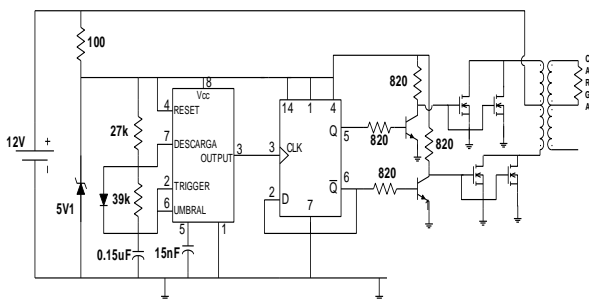 100
8
Vcc
4 RESET
27k
7 DESCARGA
OUTPUT 3
12V
+
−
2 TRIGGER
39k
6 UMBRAL
5V1
5
1
0.15uF
15nF
14
1
4
3 CLK
Q
5
2 D
Q
6
7
820
820
820
820
820
C
A
R
G
A